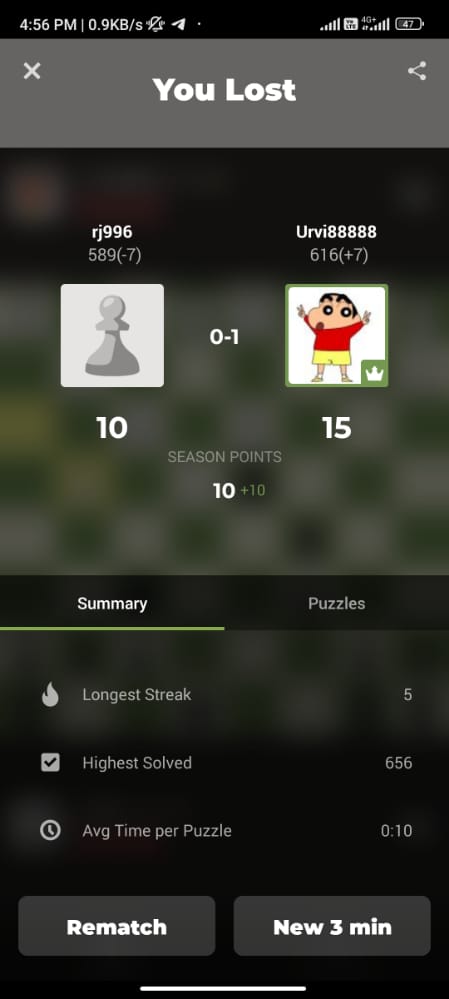 4:56 PM | 0.9KB/s
4G+
Vo
LTE
47
You Lost
rj996
Urvi88888
589(-7)
616(+7)
0-1
10
15
SEASON POINTS
10 +10
Summary
Puzzles
Longest Streak
5
Highest Solved
656
Avg Time per Puzzle
0:10
Rematch
New 3 min